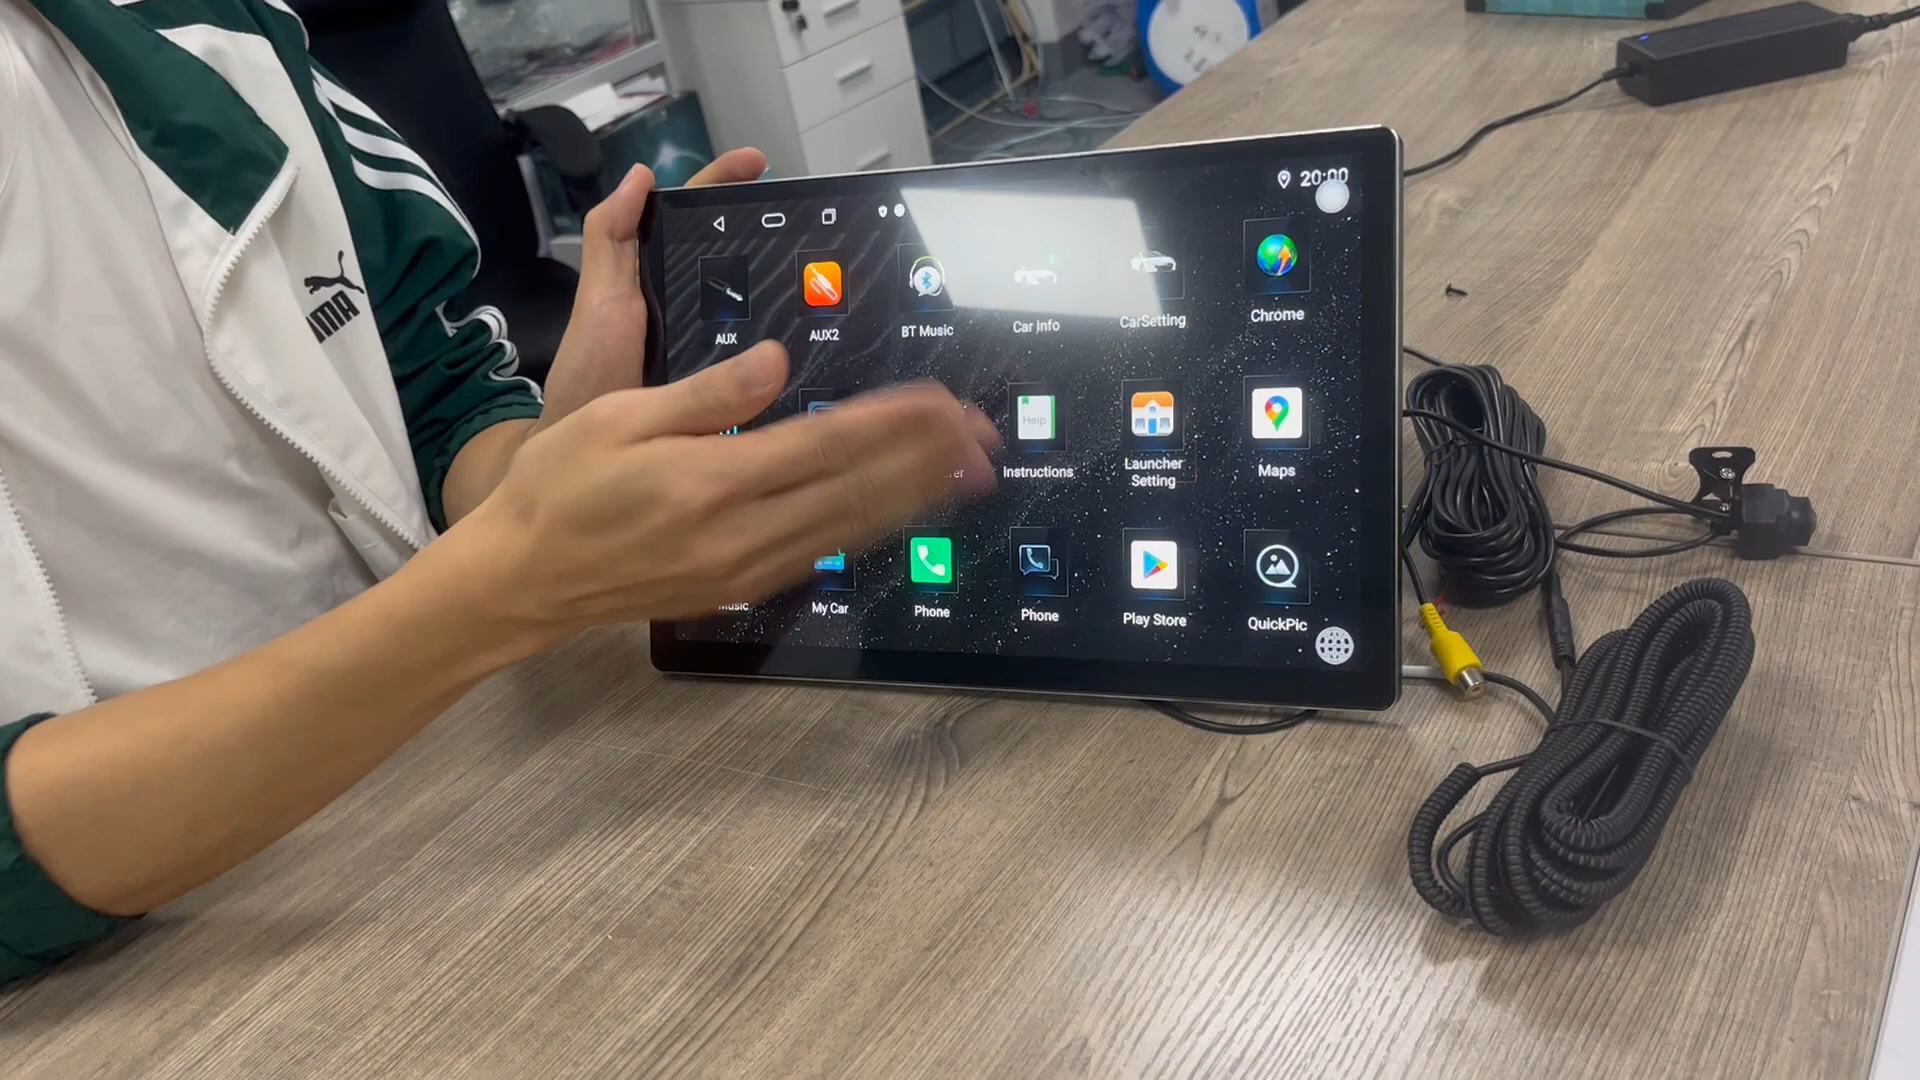 20:00
AUX
AUX2
BT Music
Car Info
CarSetting
Chrome
Help
Instructions
Launcher
Setting
Maps
Music
My Car
Phone
Phone
Play Store
QuickPic
PUMA